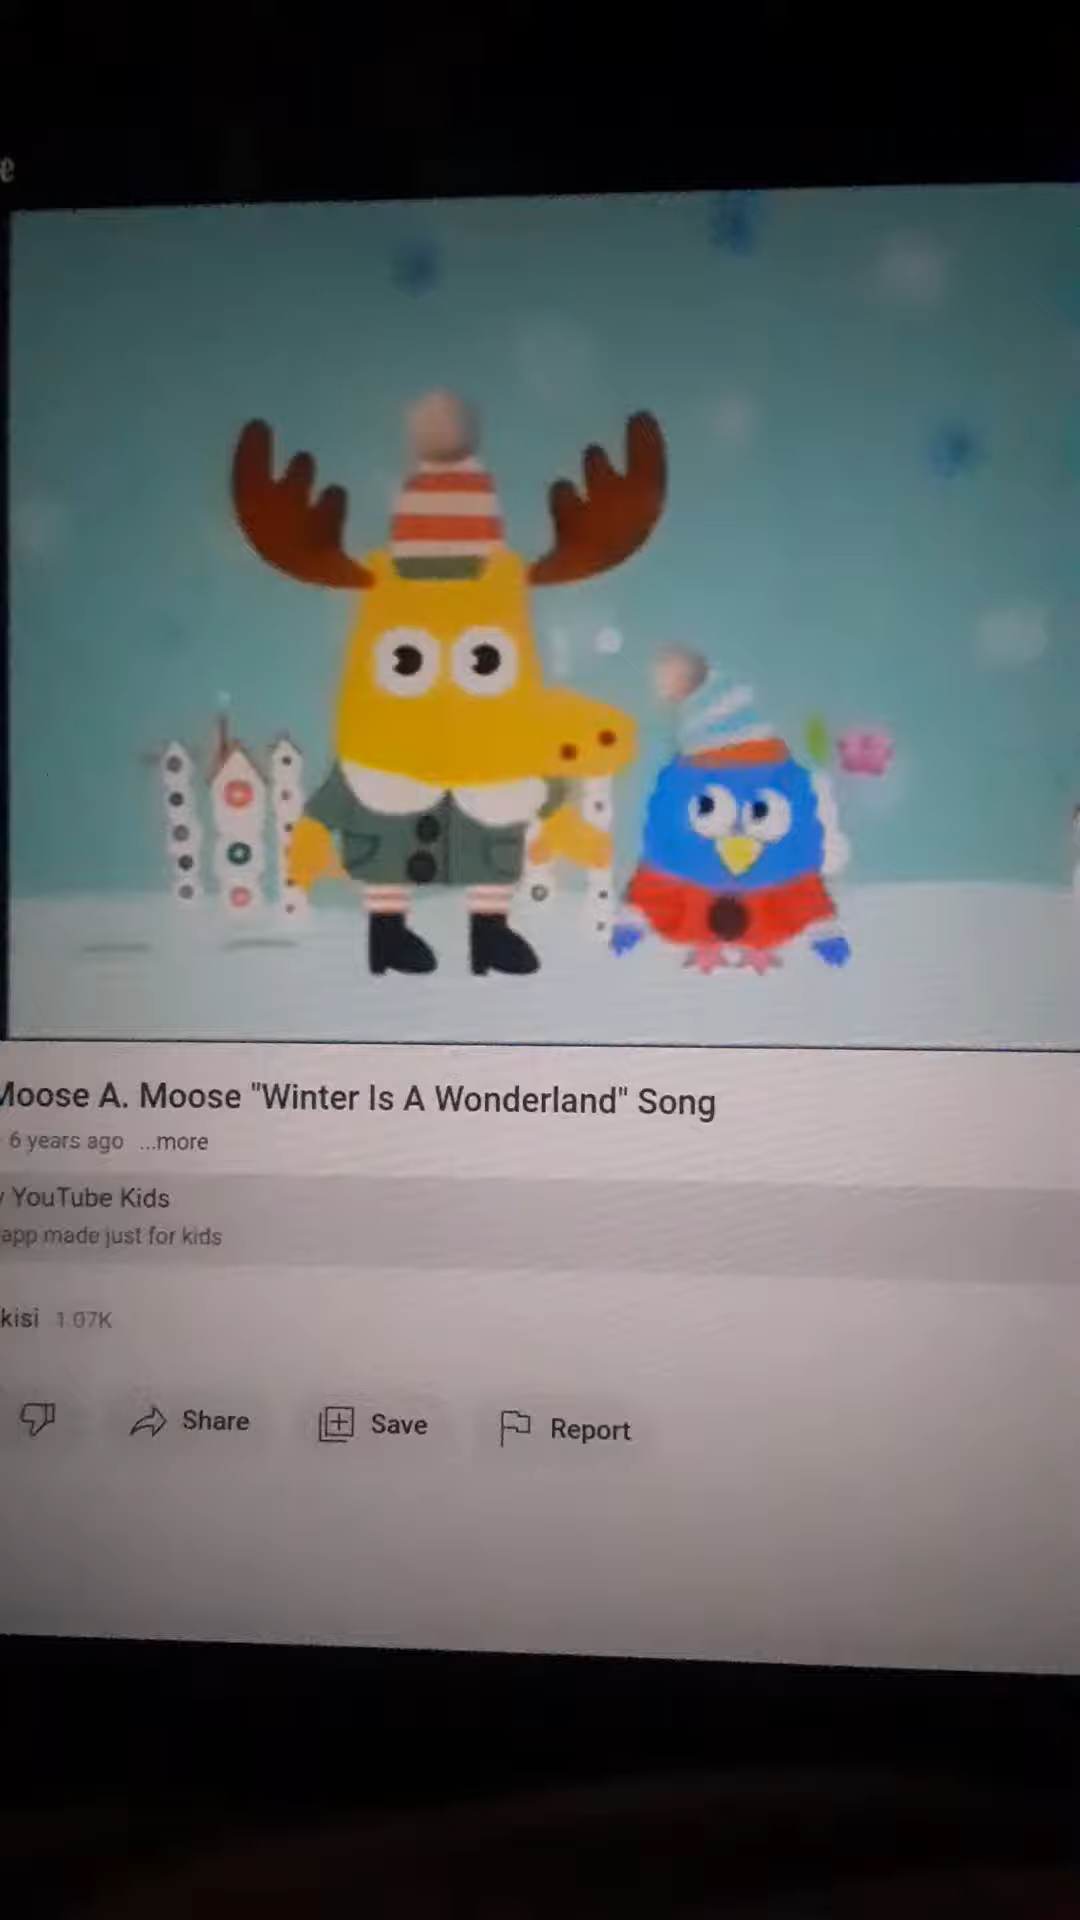 e
Moose A. Moose "Winter Is A Wonderland" Song
6 years ago ...more
YouTube Kids
app made just for kids
kisi 1.07K
Share Save Report